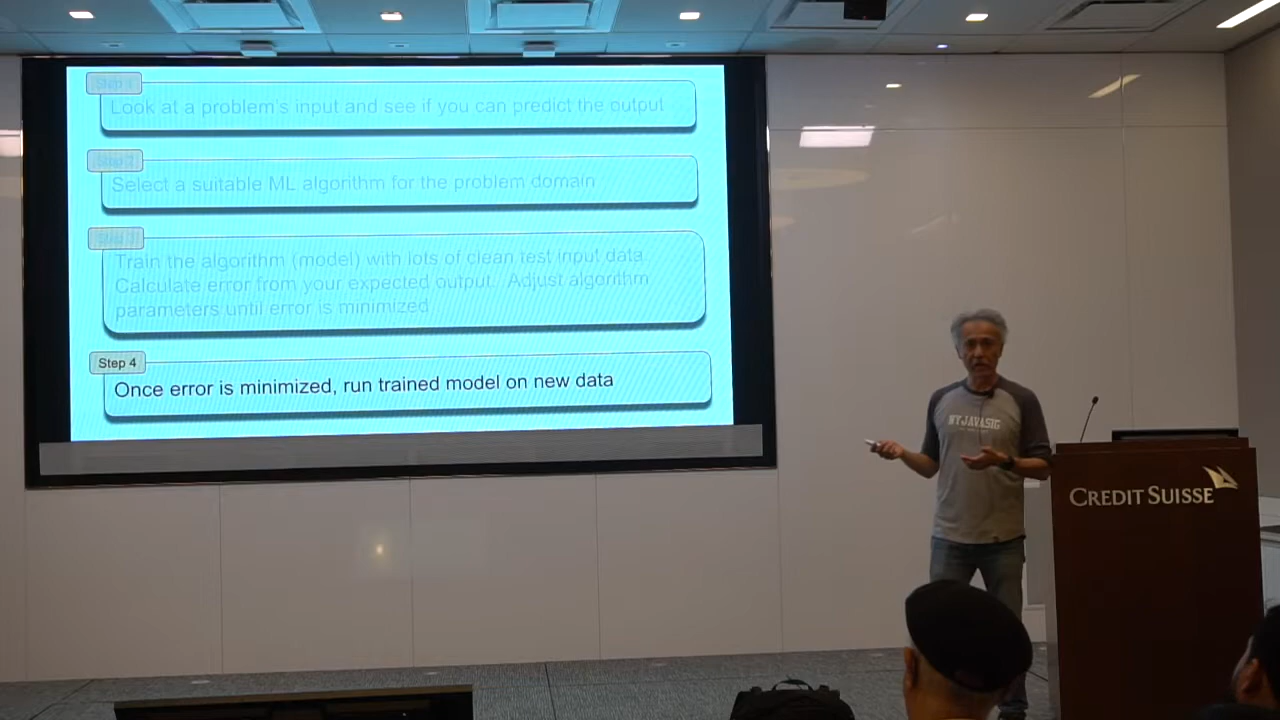 Step 1
Look at a problem's input and see if you can predict the output
Step 2
Select a suitable ML algorithm for the problem domain
Step 3
Train the algorithm (model) with lots of clean test input data
Calculate error from your expected output. Adjust algorithm
parameters until error is minimized
Step 4
Once error is minimized, run trained model on new data
NYJAVASIG
CREDIT SUISSE